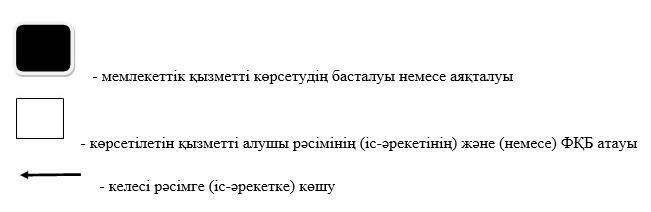 - мемлекеттік қызметті көрсетудің басталуы немесе аяқталуы
- көрсетілетін қызметті алушы рәсімінің (іс-әрекетінің) және (немесе) ФҚБ атауы
- келесі рәсімге (іс-әрекетке) көшу